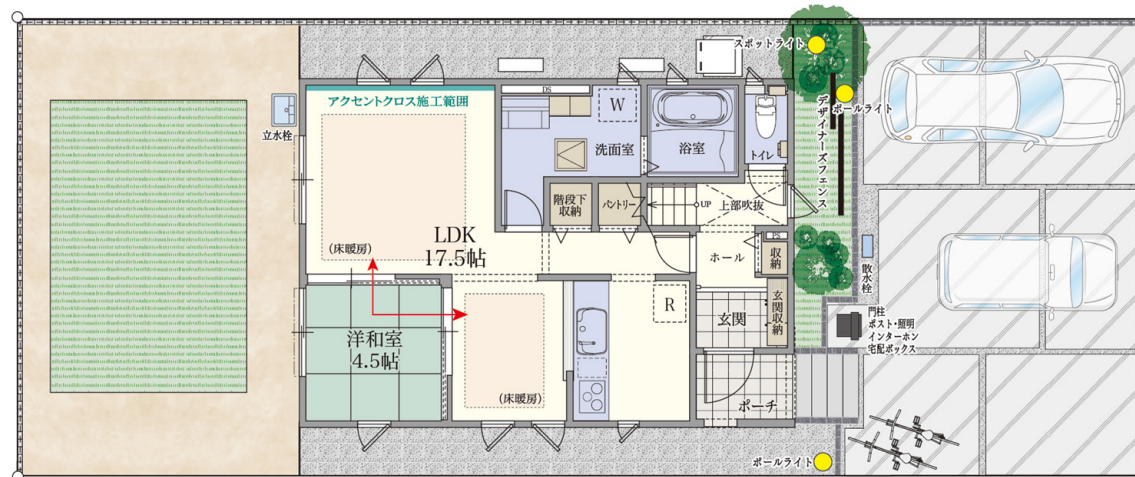 スポットライト
ポールライト
デザイナーズフェンス
アクセントクロス施工範囲
立水栓
DS
W
洗面室
浴室
トイレ
階段下
収納
パントリー
UP
上部吹抜
(床暖房)
LDK
17.5帖
ホール
PS
収納
散水栓
洋和室
4.5帖
R
玄関
玄関収納
門柱
ポスト・照明
インターホン
宅配ボックス
(床暖房)
ポーチ
ポールライト